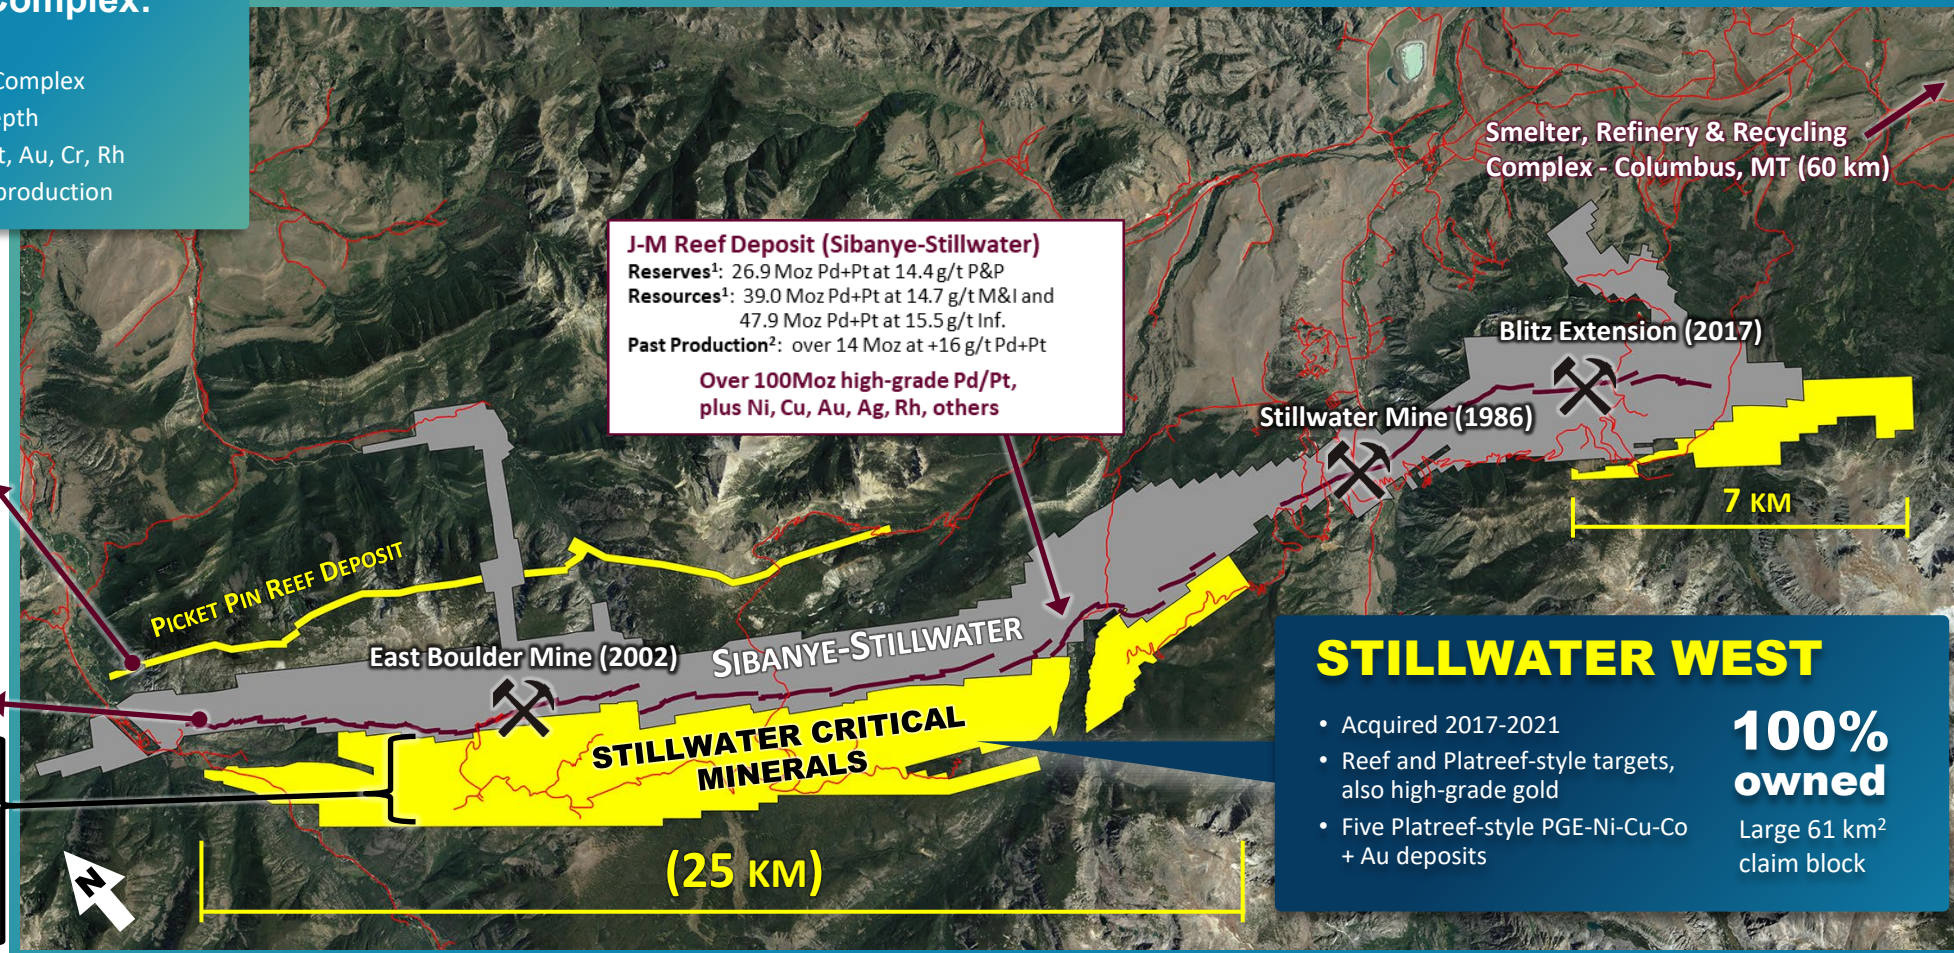 Complex:
Complex
t, Au, Cr, Rh
production
Smelter, Refinery & Recycling
Complex - Columbus, MT (60 km)
J-M Reef Deposit (Sibanye-Stillwater)
Reserves¹: 26.9 Moz Pd+Pt at 14.4 g/t P&P
Resources¹: 39.0 Moz Pd+Pt at 14.7 g/t M&I and
47.9 Moz Pd+Pt at 15.5 g/t Inf.
Past Production²: over 14 Moz at +16 g/t Pd+Pt
Over 100Moz high-grade Pd/Pt,
plus Ni, Cu, Au, Ag, Rh, others
Blitz Extension (2017)
Stillwater Mine (1986)
7 KM
PICKET PIN REEF DEPOSIT
East Boulder Mine (2002)
SIBANYE-STILLWATER
STILLWATER CRITICAL
MINERALS
(25 KM)
N
STILLWATER WEST
• Acquired 2017-2021
• Reef and Platreef-style targets,
also high-grade gold
• Five Platreef-style PGE-Ni-Cu-Co
+ Au deposits
100%
owned
Large 61 km²
claim block